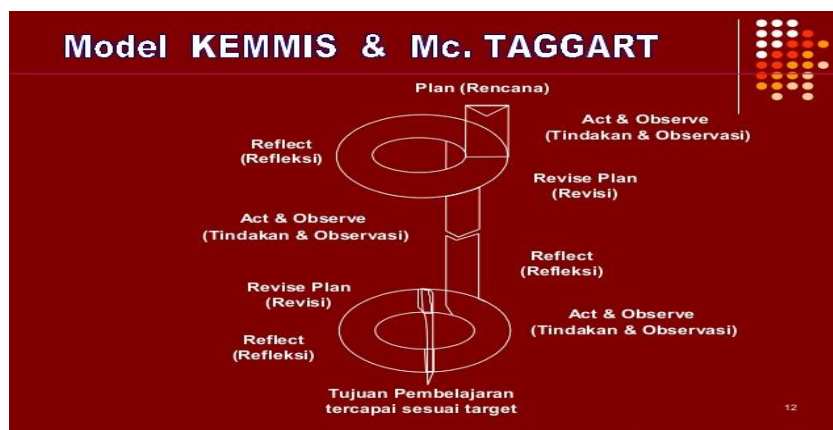 Model KEMMIS & Mc. TAGGART
Plan (Rencana)
Act & Observe
(Tindakan & Observasi)
Reflect
(Refleksi)
Revise Plan
(Revisi)
Act & Observe
(Tindakan & Observasi)
Reflect
(Refleksi)
Revise Plan
(Revisi)
Act & Observe
(Tindakan & Observasi)
Reflect
(Refleksi)
Tujuan Pembelajaran
tercapai sesuai target
12